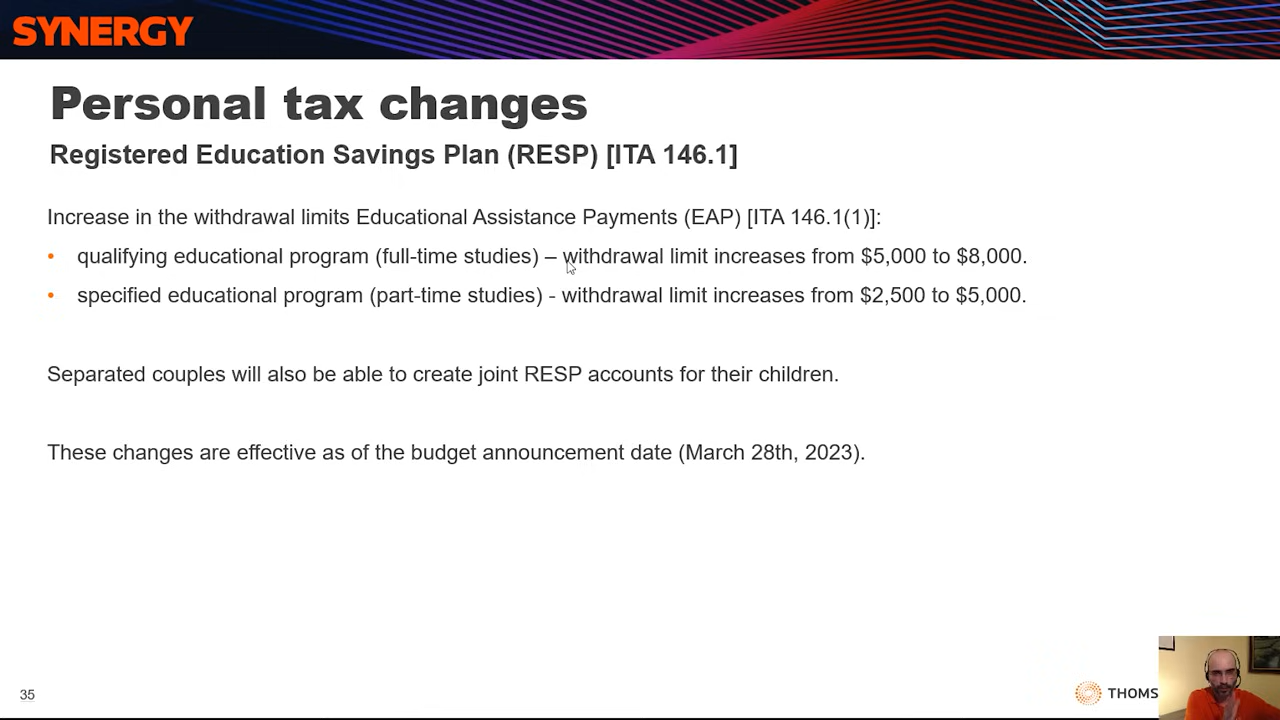 SYNERGY
Personal tax changes
Registered Education Savings Plan (RESP) [ITA 146.1]
Increase in the withdrawal limits Educational Assistance Payments (EAP) [ITA 146.1(1)]:
• qualifying educational program (full-time studies) – withdrawal limit increases from $5,000 to $8,000.
• specified educational program (part-time studies) - withdrawal limit increases from $2,500 to $5,000.
Separated couples will also be able to create joint RESP accounts for their children.
These changes are effective as of the budget announcement date (March 28th, 2023).
35
THOMS